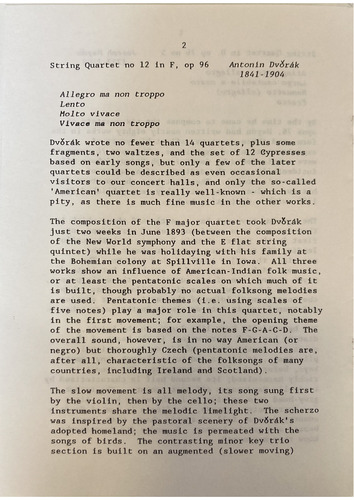 2
String Quartet no 12 in F, op 96 Antonin Dvořák
1841-1904
Allegro ma non troppo
Lento
Molto vivace
Vivace ma non troppo
Dvořák wrote no fewer than 14 quartets, plus some
fragments, two waltzes, and the set of 12 Cypresses
based on early songs, but only a few of the later
quartets could be described as even occasional
visitors to our concert halls, and only the so-called
'American' quartet is really well-known - which is a
pity, as there is much fine music in the other works.
The composition of the F major quartet took Dvořák
just two weeks in June 1893 (between the composition
of the New World symphony and the E flat string
quintet) while he was holidaying with his family at
the Bohemian colony at Spillville in Iowa. All three
works show an influence of American-Indian folk music,
or at least the pentatonic scales on which much of it
is built, though probably no actual folksong melodies
are used. Pentatonic themes (i.e. using scales of
five notes) play a major role in this quartet, notably
in the first movement; for example, the opening theme
of the movement is based on the notes F-G-A-C-D. The
overall sound, however, is in no way American (or
negro) but thoroughly Czech (pentatonic melodies are,
after all, characteristic of the folksongs of many
countries, including Ireland and Scotland).
The slow movement is all melody, its song sung first
by the violin, then by the cello; these two
instruments share the melodic limelight. The scherzo
was inspired by the pastoral scenery of Dvořák's
adopted homeland; the music is permeated with the
songs of birds. The contrasting minor key trio
section is built on an augmented (slower moving)